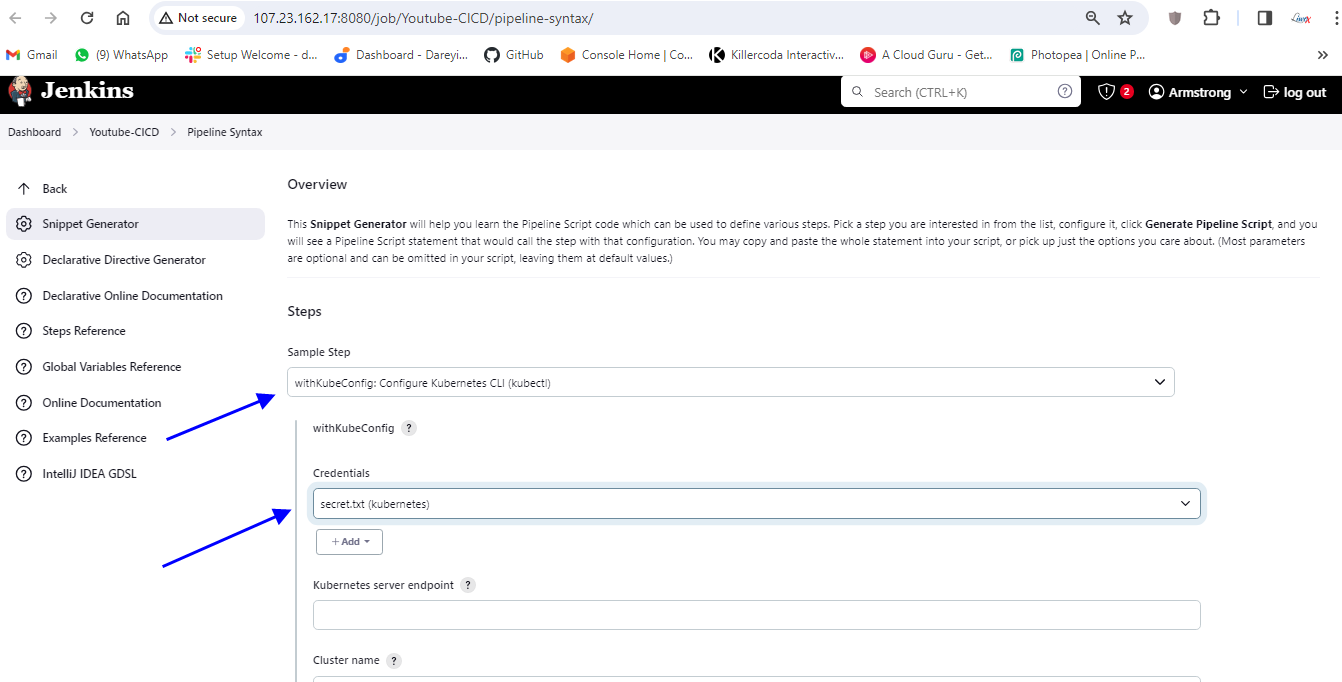 Not secure 107.23.162.17:8080/job/Youtube-CICD/pipeline-syntax/
Gmail (9) WhatsApp Setup Welcome - d... Dashboard - Dareyi... GitHub Console Home | Co... Killercoda Interactiv... A Cloud Guru - Get... Photopea | Online P... »
Jenkins Search (CTRL+K) ? 2 Armstrong log out
Dashboard > Youtube-CICD > Pipeline Syntax
Back
Snippet Generator
Declarative Directive Generator
Declarative Online Documentation
Steps Reference
Global Variables Reference
Online Documentation
Examples Reference
IntelliJ IDEA GDSL
Overview
This Snippet Generator will help you learn the Pipeline Script code which can be used to define various steps. Pick a step you are interested in from the list, configure it, click Generate Pipeline Script, and you
will see a Pipeline Script statement that would call the step with that configuration. You may copy and paste the whole statement into your script, or pick up just the options you care about. (Most parameters
are optional and can be omitted in your script, leaving them at default values.)
Steps
Sample Step
withKubeConfig: Configure Kubernetes CLI (kubectl)
withKubeConfig ?
Credentials
secret.txt (kubernetes)
+ Add
Kubernetes server endpoint ?
Cluster name ?